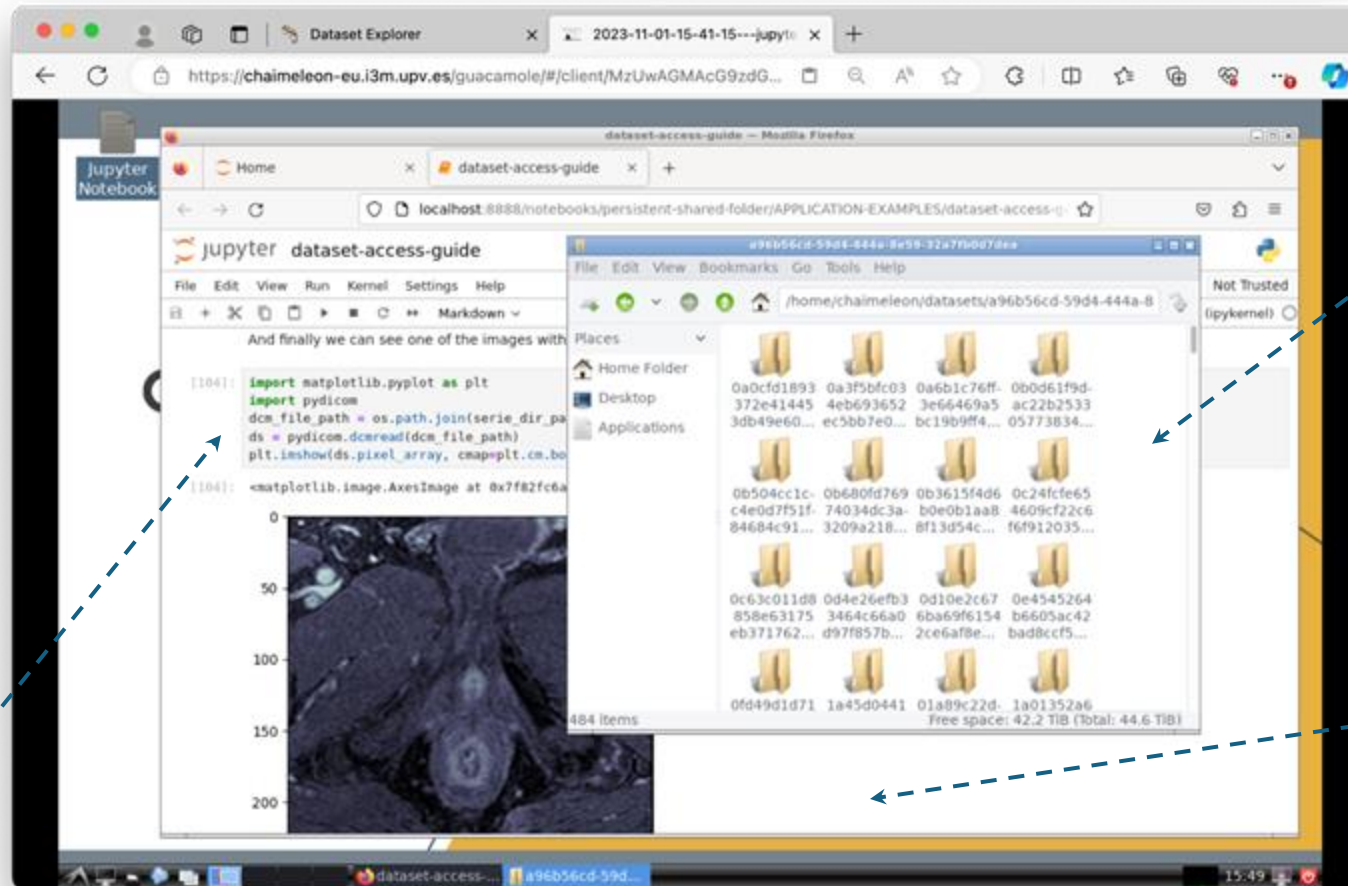 Dataset Explorer
2023-11-01-15-41-15---jupyt
https://chaimeleon-eu.i3m.upv.es/guacamole/#/client/MzUwAGMAcG9zdG...
Jupyter
Notebook
dataset-access-guide — Mozilla Firefox
Home
dataset-access-guide
localhost:8888/notebooks/persistent-shared-folder/APPLICATION-EXAMPLES/dataset-access-g
jupyter dataset-access-guide
File Edit View Run Kernel Settings Help
Not Trusted
Markdown
(ipykernel)
And finally we can see one of the images with
[104]: import matplotlib.pyplot as plt
import pydicom
dcm_file_path = os.path.join(serie_dir_pa
ds = pydicom.dcmread(dcm_file_path)
plt.imshow(ds.pixel_array, cmap=plt.cm.bo
[104]: <matplotlib.image.AxesImage at 0x7f82fc6a
0
50
100
150
200
a96b56cd-59d4-444a-8e59-32a7fb0d7dea
File Edit View Bookmarks Go Tools Help
/home/chaimeleon/datasets/a96b56cd-59d4-444a-8
Places
Home Folder
Desktop
Applications
0a0cfd1893 0a3f5bfc03 0a6b1c76ff- 0b0d61f9d-
372e41445 4eb693652 3e66469a5 ac22b2533
3db49e60... ec5bb7e0... bc19b9ff4... 05773834...
0b504cc1c- 0b680fd769 0b3615f4d6 0c24fcfe65
c4e0d7f51f- 74034dc3a- b0e0b1aa8 4609cf22c6
84684c91... 3209a218... 8f13d54c... f6f912035...
0c63c011d8 0d4e26efb3 0d10e2c67 0e4545264
858e63175 3464c66a0 6ba69f6154 b6605ac42
eb371762... d97f857b... 2ce6af8e... bad8ccf5...
0fd49d1d71 1a45d0441 01a89c22d- 1a01352a6
484 items
Free space: 42.2 TiB (Total: 44.6 TiB)
dataset-access-...
a96b56cd-59d...
15:49